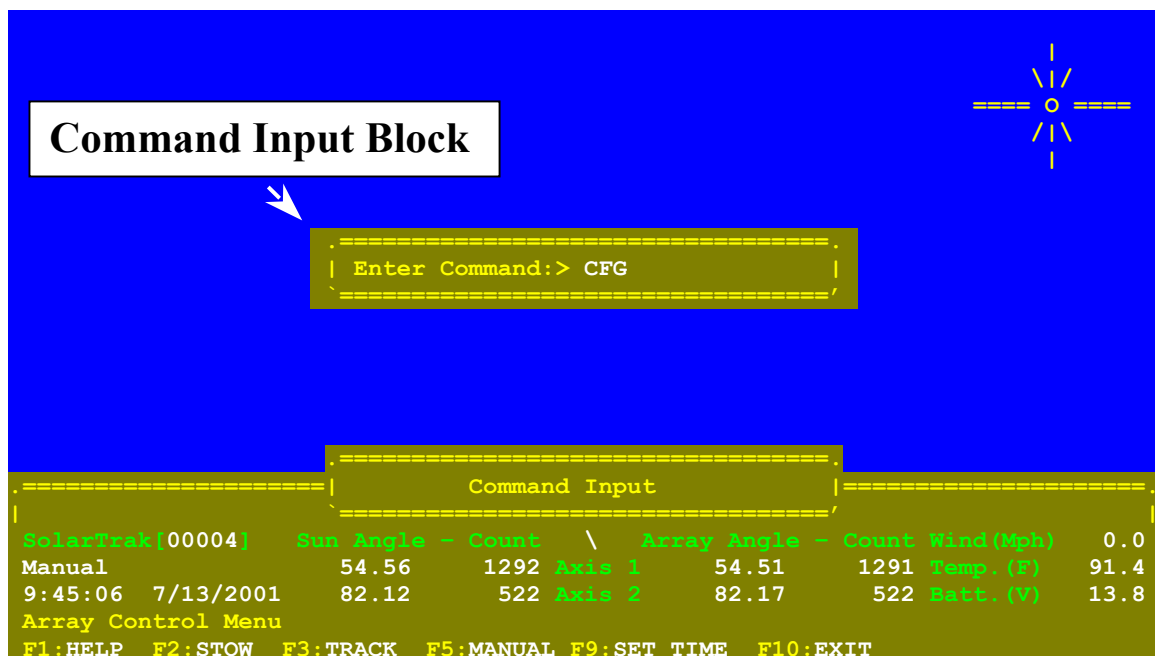 |
\|/
==== O ====
/|\
|
Command Input Block
.==================================.
| Enter Command:> CFG |
`==================================’
.==================================.
.=====================| Command Input |=====================.
| `==================================’ |
SolarTrak[00004] Sun Angle – Count \ Array Angle – Count Wind(Mph) 0.0
Manual 54.56 1292 Axis 1 54.51 1291 Temp.(F) 91.4
9:45:06 7/13/2001 82.12 522 Axis 2 82.17 522 Batt.(V) 13.8
Array Control Menu
F1:HELP F2:STOW F3:TRACK F5:MANUAL F9:SET TIME F10:EXIT